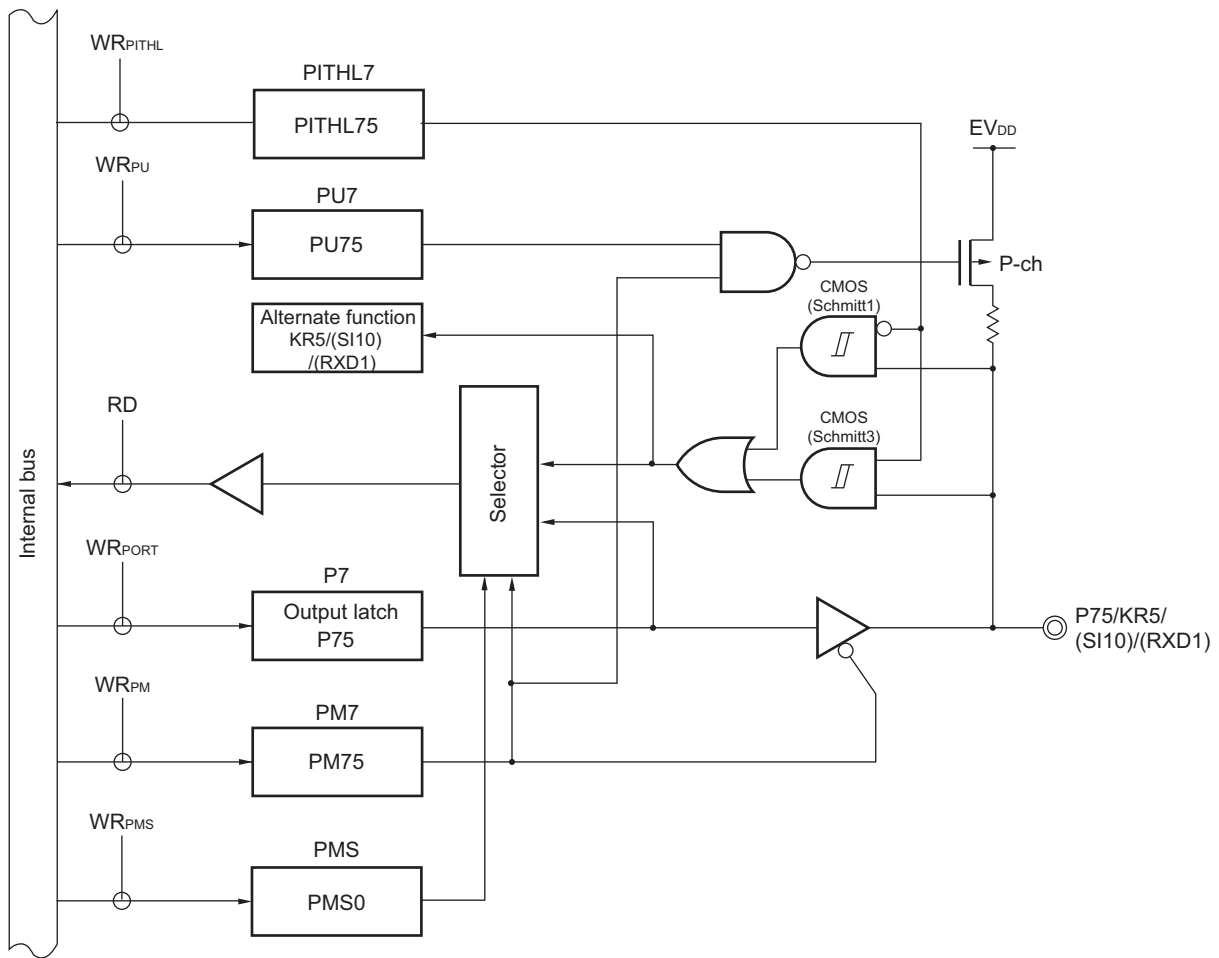 WRPITHL
PITHL7
PITHL75
EVDD
WRPU
PU7
PU75
P-ch
CMOS
(Schmitt1)
Alternate function
KR5/(SI10)
/(RXD1)
RD
CMOS
(Schmitt3)
Selector
Internal bus
WRPORT
P7
Output latch
P75
P75/KR5/
(SI10)/(RXD1)
WRPM
PM7
PM75
WRPMS
PMS
PMS0